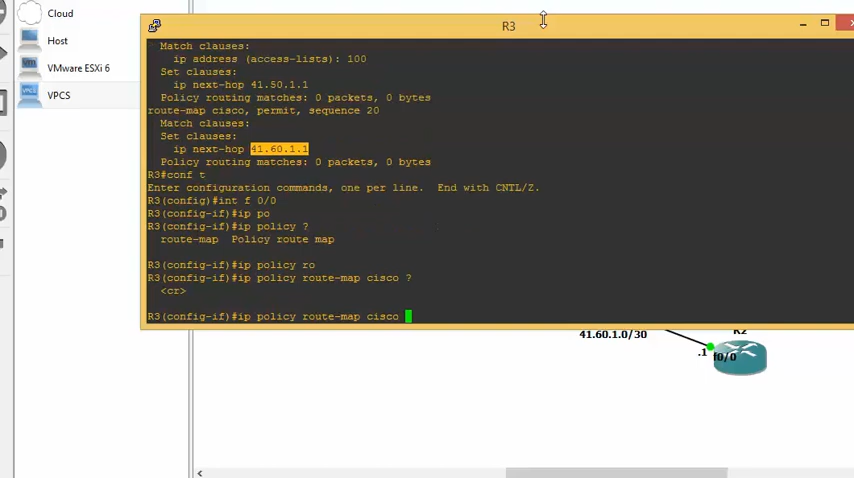 Cloud
Host
VMware ESXi 6
VPCS
R3
Match clauses:
ip address (access-lists): 100
Set clauses:
ip next-hop 41.50.1.1
Policy routing matches: 0 packets, 0 bytes
route-map cisco, permit, sequence 20
Match clauses:
Set clauses:
ip next-hop 41.60.1.1
Policy routing matches: 0 packets, 0 bytes
R3#conf t
Enter configuration commands, one per line.  End with CNTL/Z.
R3(config)#int f 0/0
R3(config-if)#ip po
R3(config-if)#ip policy ?
route-map  Policy route map
R3(config-if)#ip policy ro
R3(config-if)#ip policy route-map cisco ?
<cr>
R3(config-if)#ip policy route-map cisco
41.60.1.0/30
R2
.1 f0/0